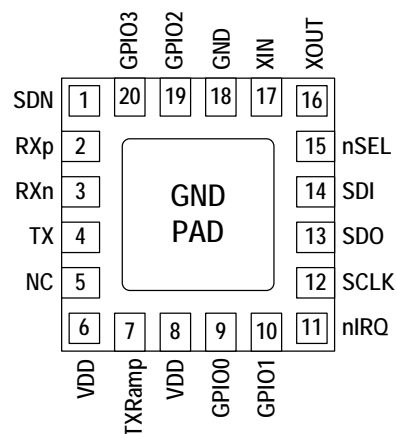 GPIO3
GPIO2
GND
XIN
XOUT
20
19
18
17
16
SDN
1
RXp
2
RXn
3
TX
4
NC
5
6
GND
PAD
15
nSEL
14
SDI
13
SDO
12
SCLK
11
nIRQ
7
8
9
10
VDD
TXRamp
VDD
GPIO0
GPIO1